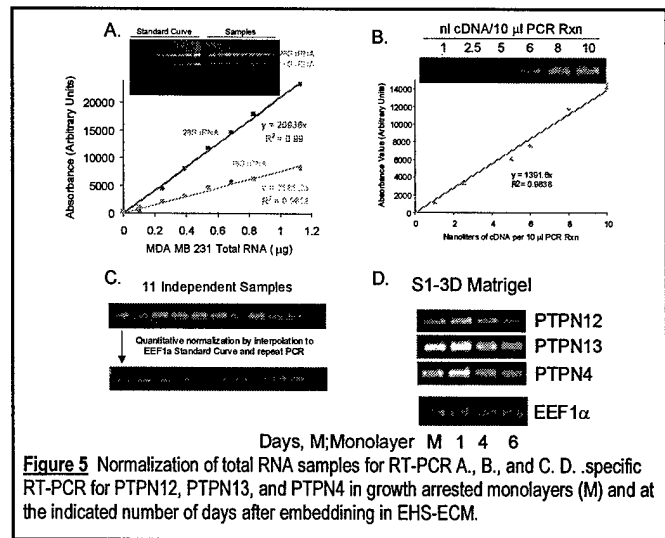 A.
Standard Curve Samples
28S rRNA
Absorbance (Arbitrary Units)
20000
15000
10000
5000
0
28S rRNA
y = 20936x
R² = 0.99
18S rRNA
0 0.2 0.4 0.6 0.8 1 1.2
MDA MB 231 Total RNA (µg)
B.
nl cDNA/10 µl PCR Rxn
1 2.5 5 6 8 10
Absorbance Value (Arbitrary Units)
14000
12000
10000
8000
6000
4000
2000
0
y = 1391.6x
R2= 0.9836
0 2 4 6 8 10
Nanoliters of cDNA per 10 µl PCR Rxn
C.
11 Independent Samples
Quantitative normalization by interpolation to
EEF1a Standard Curve and repeat PCR
D.
S1-3D Matrigel
PTPN12
PTPN13
PTPN4
EEF1α
Days, M;Monolayer M 1 4 6
Figure 5 Normalization of total RNA samples for RT-PCR A., B., and C. D. .specific
RT-PCR for PTPN12, PTPN13, and PTPN4 in growth arrested monolayers (M) and at
the indicated number of days after embeddining in EHS-ECM.